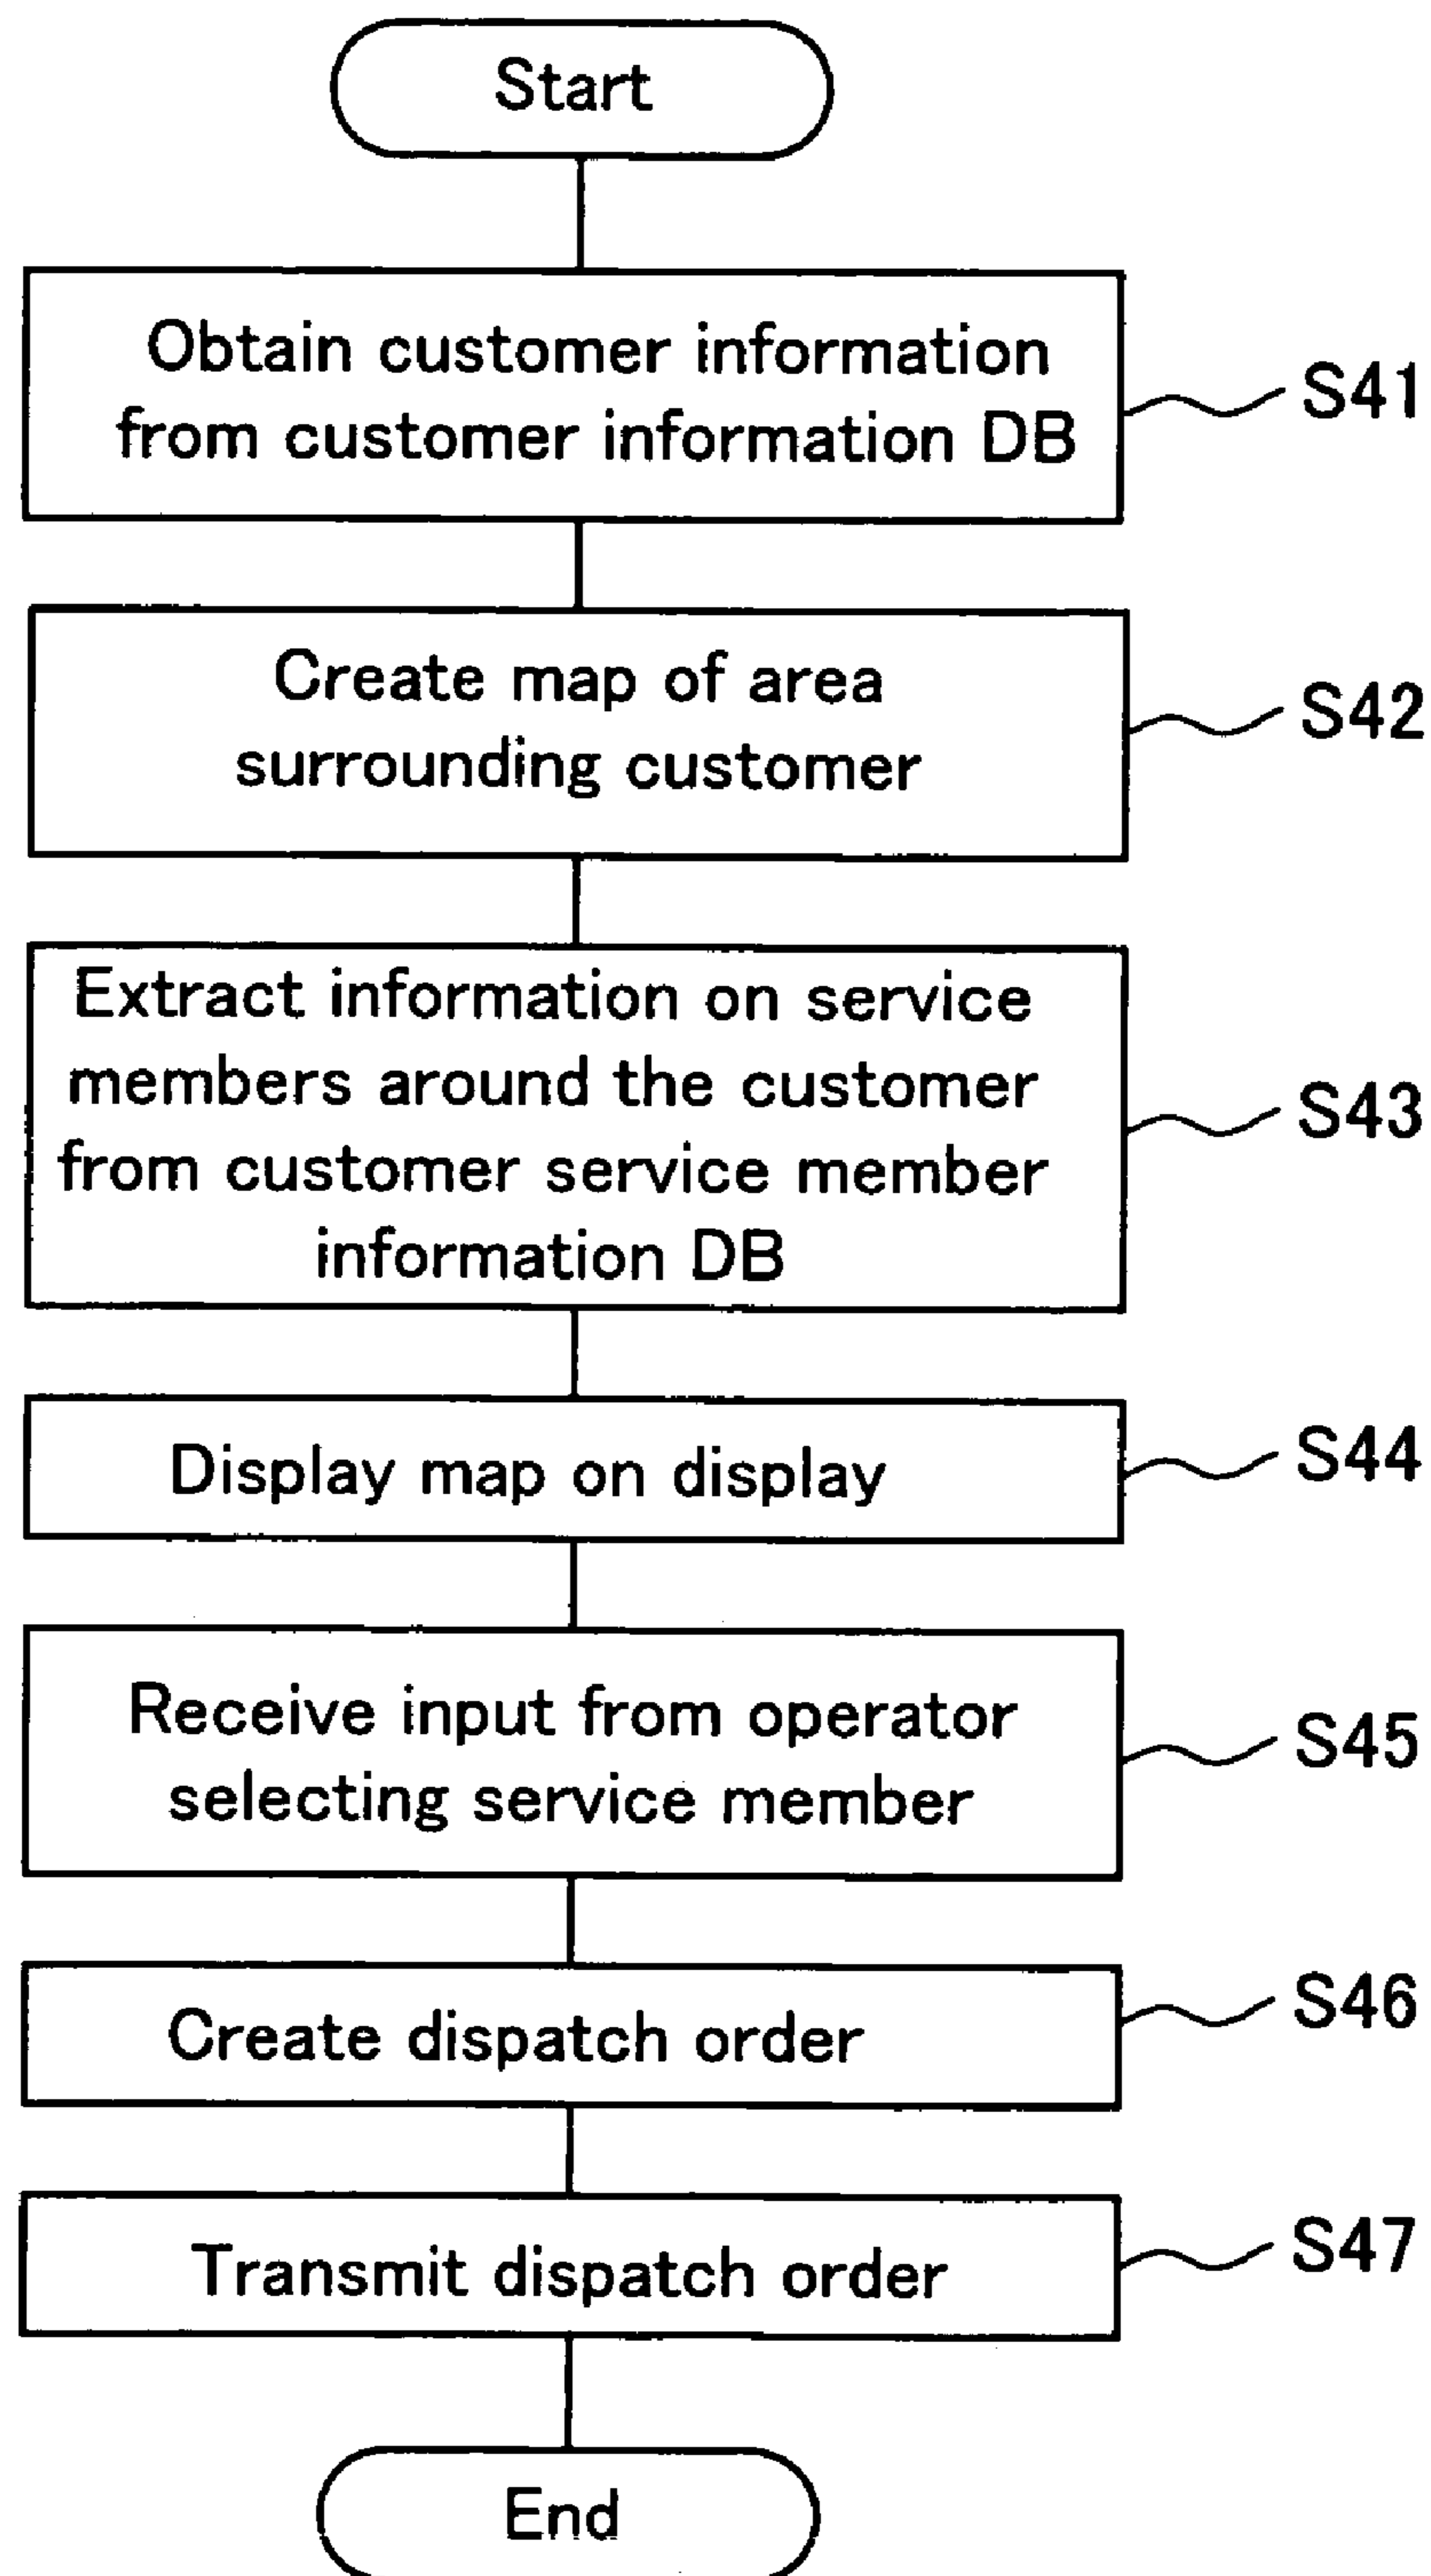 Start
Obtain customer information
from customer information DB
S41
Create map of area
surrounding customer
S42
Extract information on service
members around the customer
from customer service member
information DB
S43
Display map on display
S44
Receive input from operator
selecting service member
S45
Create dispatch order
S46
Transmit dispatch order
S47
End